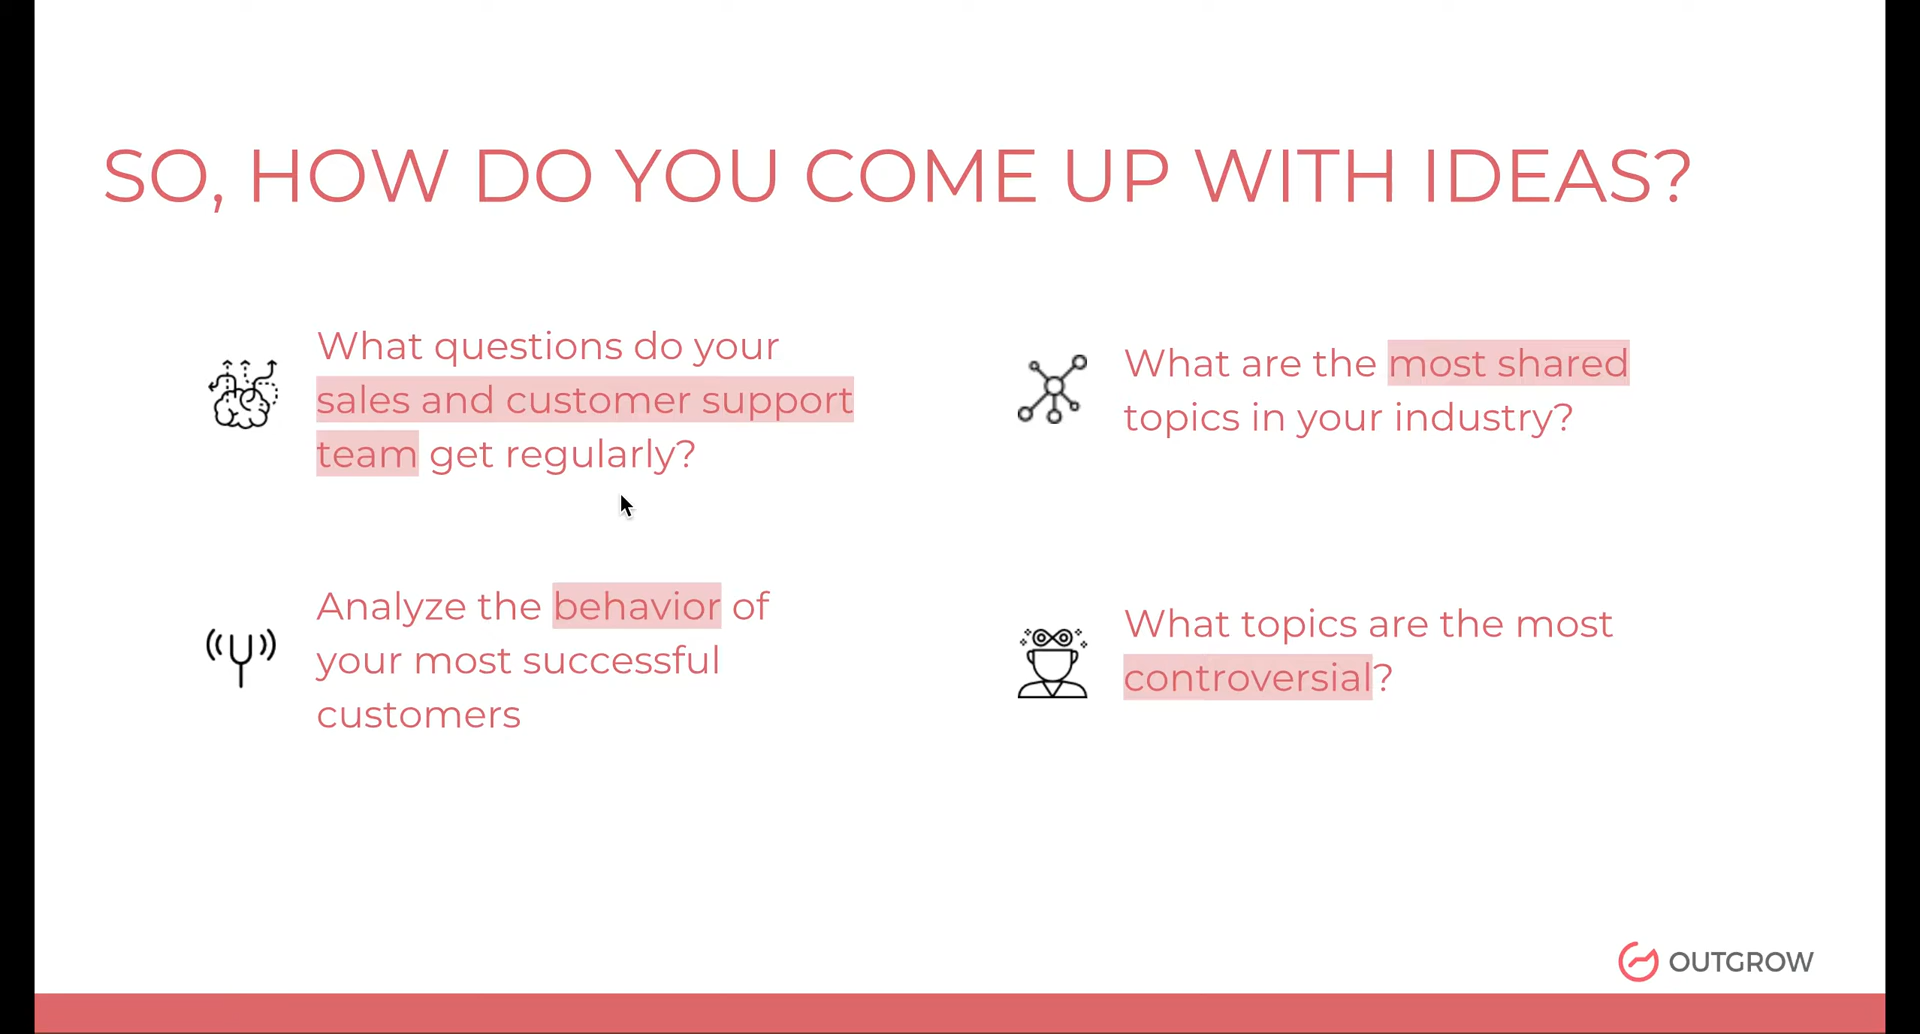 SO, HOW DO YOU COME UP WITH IDEAS?
What questions do your
sales and customer support
team get regularly?
What are the most shared
topics in your industry?
Analyze the behavior of
your most successful
customers
What topics are the most
controversial?
OUTGROW